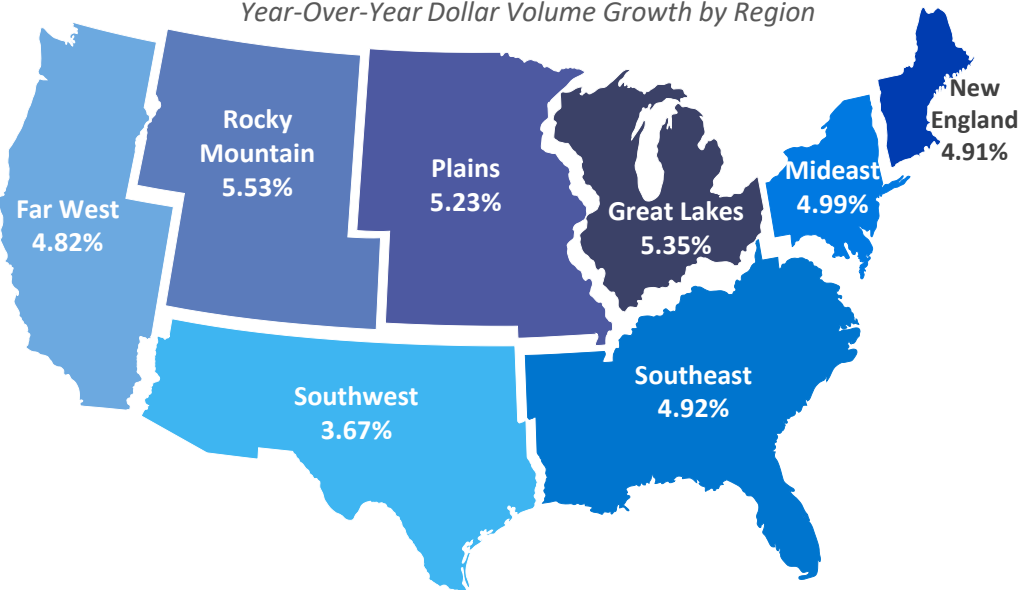 Year-Over-Year Dollar Volume Growth by Region
New
England
4.91%
Rocky
Mountain
5.53%
Plains
5.23%
Mideast
4.99%
Far West
4.82%
Great Lakes
5.35%
Southwest
3.67%
Southeast
4.92%